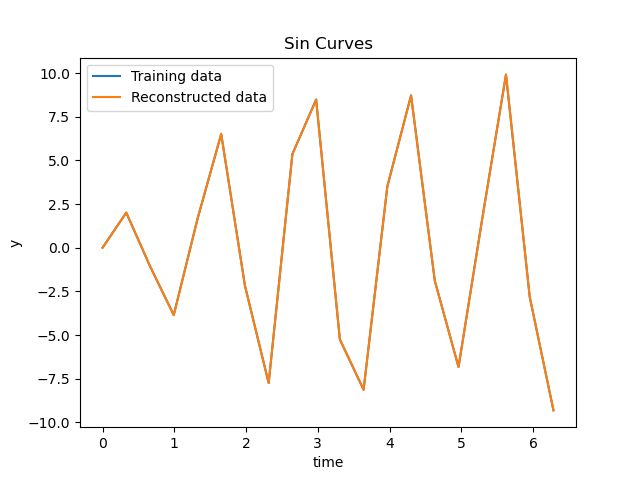 Sin Curves
Training data
Reconstructed data
10.0
7.5
5.0
2.5
0.0
−2.5
−5.0
−7.5
−10.0
y
0 1 2 3 4 5 6
time